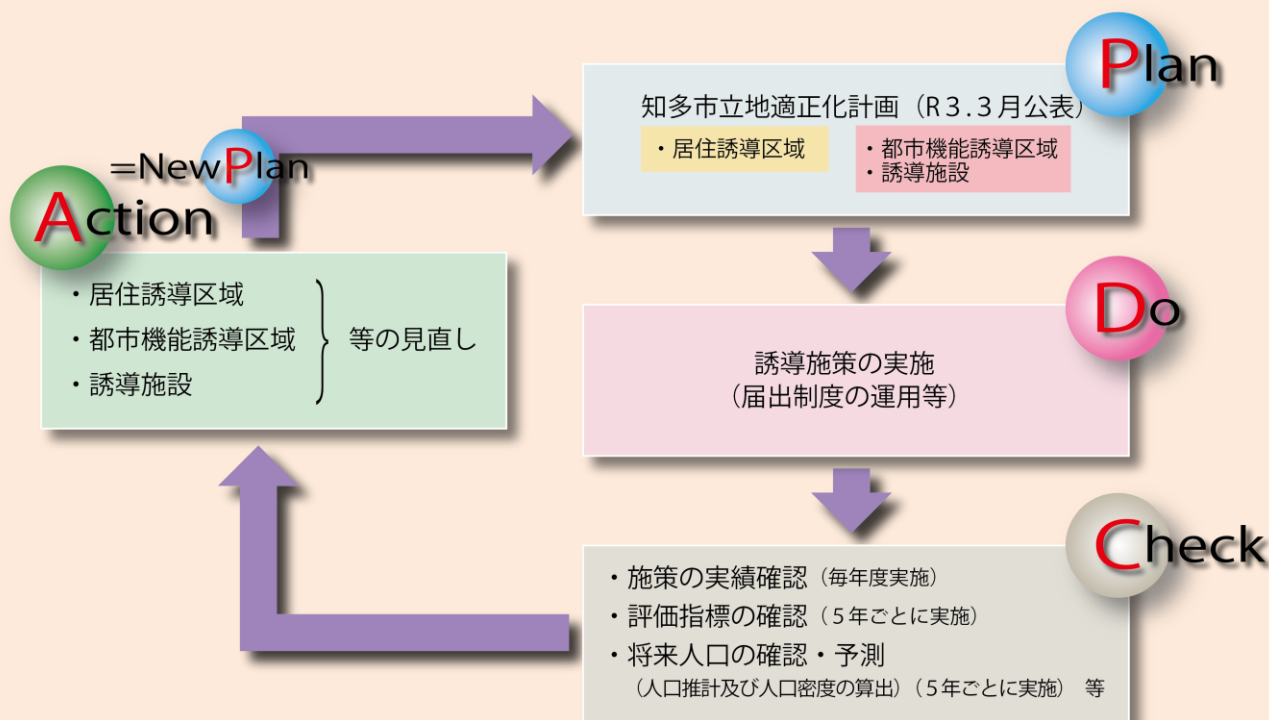 Plan
知多市立地適正化計画（R３.３月公表）
・居住誘導区域
・都市機能誘導区域
・誘導施設
Do
誘導施策の実施
（届出制度の運用等）
Check
・施策の実績確認（毎年度実施）
・評価指標の確認（５年ごとに実施）
・将来人口の確認・予測
（人口推計及び人口密度の算出）（５年ごとに実施） 等
=NewPlan
Action
・居住誘導区域
・都市機能誘導区域
・誘導施設
等の見直し